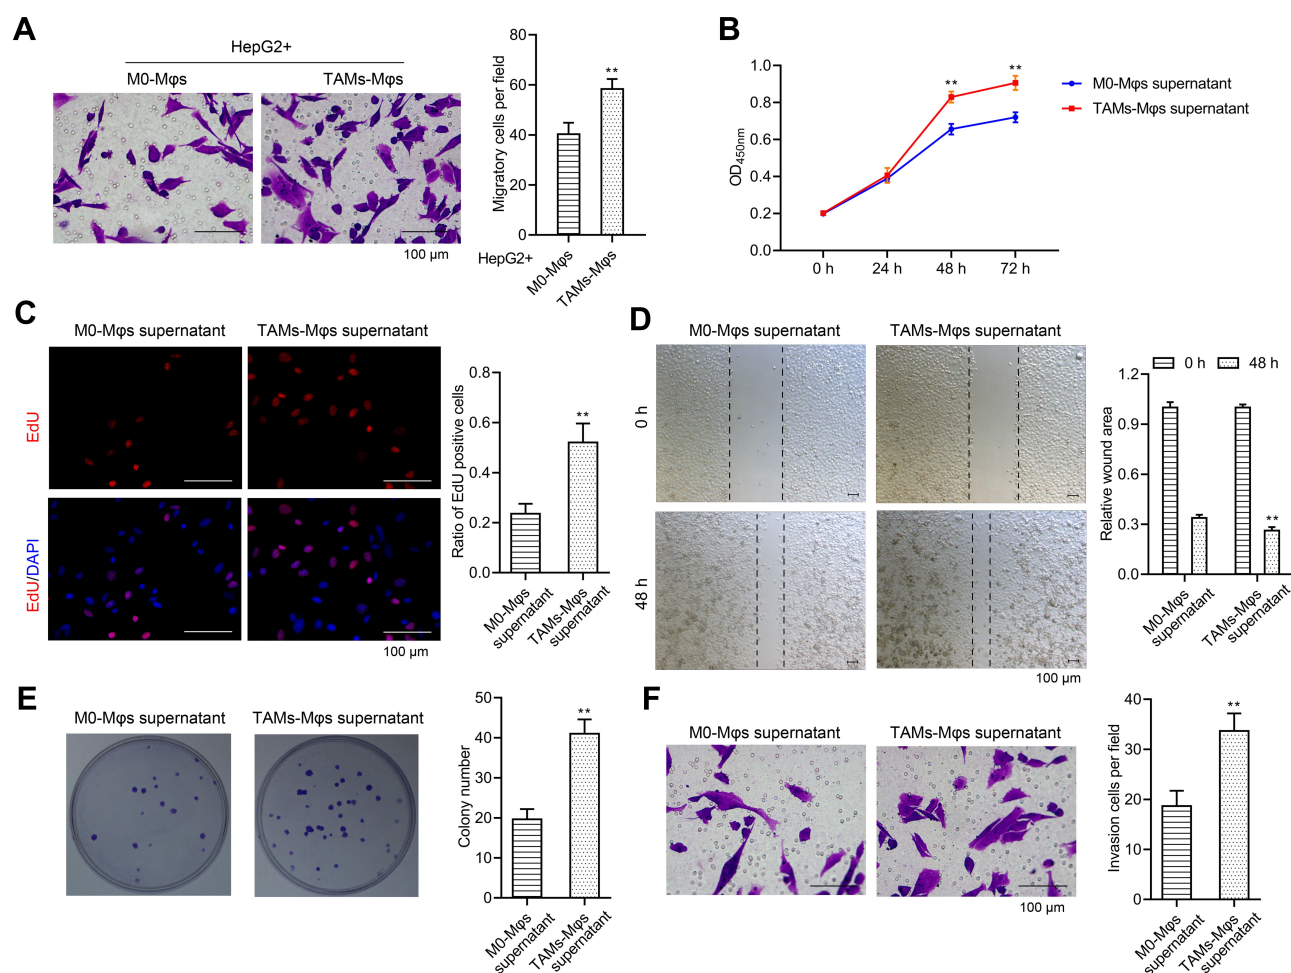 A
HepG2+
M0-Mφs
TAMs-Mφs
100 μm
Migratory cells per field
80
60
40
20
0
**
HepG2+
M0-Mφs
TAMs-Mφs
B
OD450nm
1.0
0.8
0.6
0.4
0.2
0.0
**
**
0 h
24 h
48 h
72 h
M0-Mφs supernatant
TAMs-Mφs supernatant
C
M0-Mφs supernatant
TAMs-Mφs supernatant
EdU
EdU/DAPI
100 μm
Ratio of EdU positive cells
0.8
0.6
0.4
0.2
0.0
**
M0-Mφs
supernatant
TAMs-Mφs
supernatant
D
M0-Mφs supernatant
TAMs-Mφs supernatant
0 h
48 h
100 μm
0 h
48 h
Relative wound area
1.2
0.9
0.6
0.3
0.0
**
M0-Mφs
supernatant
TAMs-Mφs
supernatant
E
M0-Mφs supernatant
TAMs-Mφs supernatant
Colony number
50
40
30
20
10
0
**
M0-Mφs
supernatant
TAMs-Mφs
supernatant
F
M0-Mφs supernatant
TAMs-Mφs supernatant
100 μm
Invasion cells per field
40
30
20
10
0
**
M0-Mφs
supernatant
TAMs-Mφs
supernatant